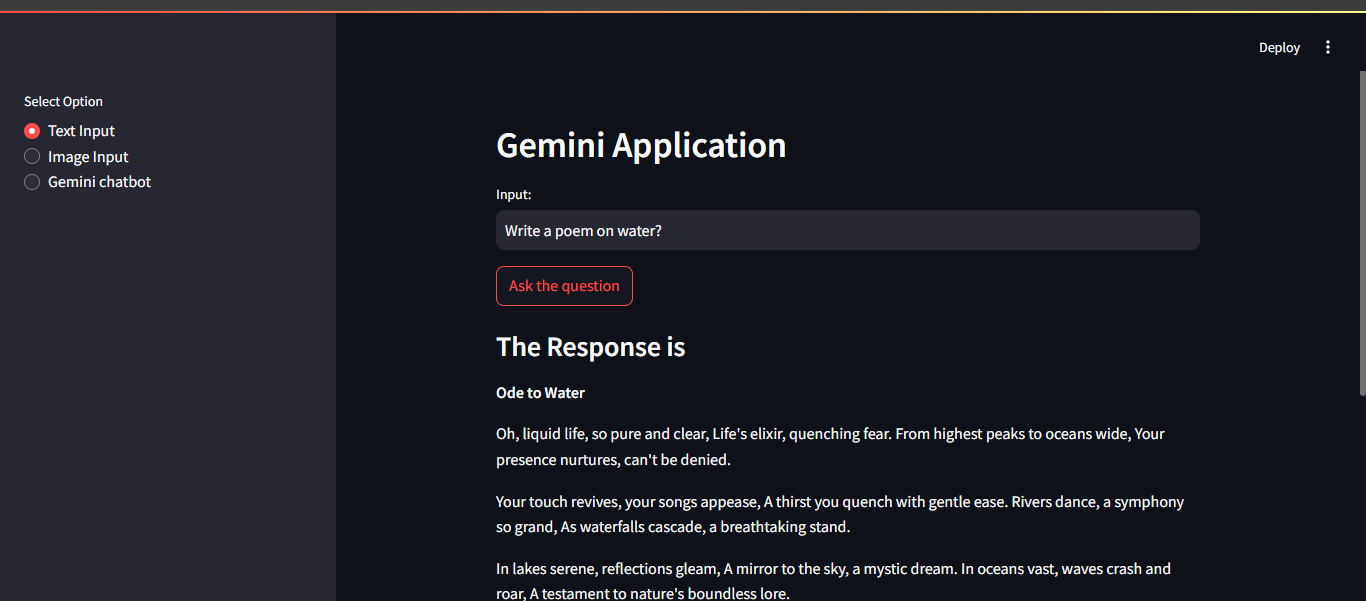 Deploy
Select Option
Text Input
Image Input
Gemini chatbot
Gemini Application
Input:
Write a poem on water?
Ask the question
The Response is
Ode to Water
Oh, liquid life, so pure and clear, Life's elixir, quenching fear. From highest peaks to oceans wide, Your
presence nurtures, can't be denied.
Your touch revives, your songs appease, A thirst you quench with gentle ease. Rivers dance, a symphony
so grand, As waterfalls cascade, a breathtaking stand.
In lakes serene, reflections gleam, A mirror to the sky, a mystic dream. In oceans vast, waves crash and
roar, A testament to nature's boundless lore.